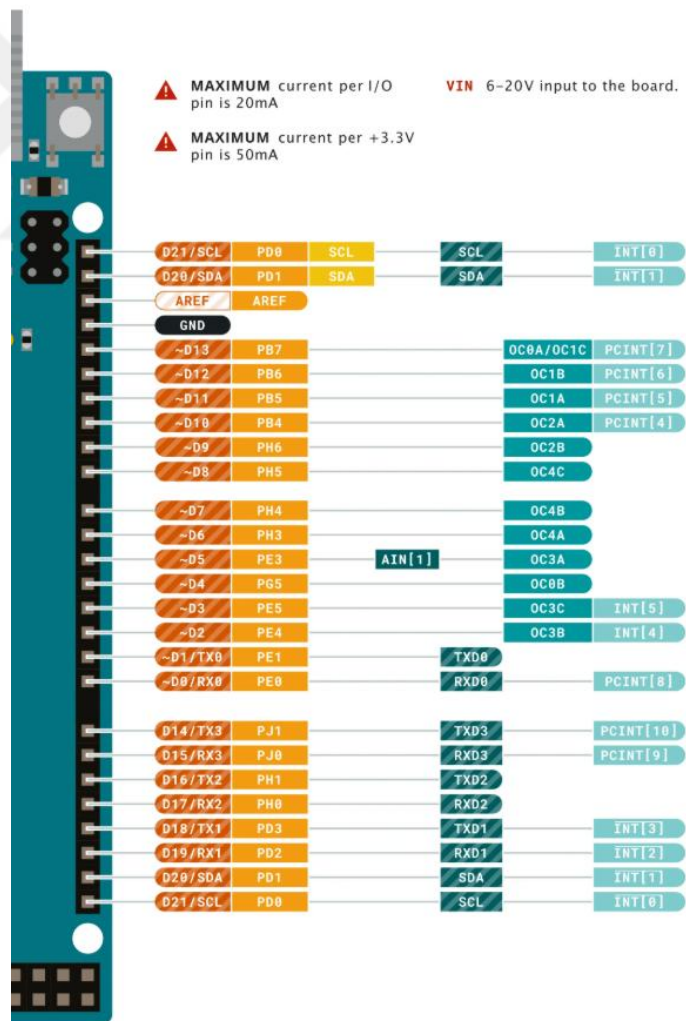 MAXIMUM current per I/O
pin is 20mA
VIN 6-20V input to the board.
MAXIMUM current per +3.3V
pin is 50mA
D21/SCL PD0 SCL SCL INT[0]
D20/SDA PD1 SDA SDA INT[1]
AREF AREF
GND
~D13 PB7 OC0A/OC1C PCINT[7]
~D12 PB6 OC1B PCINT[6]
~D11 PB5 OC1A PCINT[5]
~D10 PB4 OC2A PCINT[4]
~D9 PH6 OC2B
~D8 PH5 OC4C
~D7 PH4 OC4B
~D6 PH3 OC4A
~D5 PE3 AIN[1] OC3A
~D4 PG5 OC0B
~D3 PE5 OC3C INT[5]
~D2 PE4 OC3B INT[4]
~D1/TX0 PE1 TXD0
~D0/RX0 PE0 RXD0 PCINT[8]
D14/TX3 PJ1 TXD3 PCINT[10]
D15/RX3 PJ0 RXD3 PCINT[9]
D16/TX2 PH1 TXD2
D17/RX2 PH0 RXD2
D18/TX1 PD3 TXD1 INT[3]
D19/RX1 PD2 RXD1 INT[2]
D20/SDA PD1 SDA INT[1]
D21/SCL PD0 SCL INT[0]